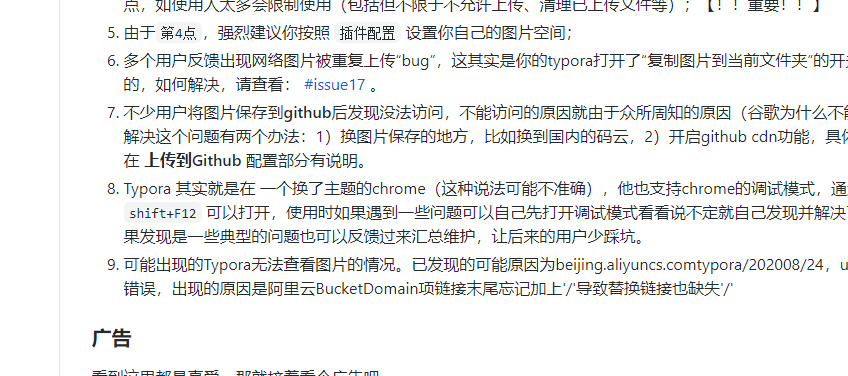 点，如使用人太多会限制使用（包括但不限于不允许上传、清理已上传文件等）；【！！重要！！】
5. 由于 第4点 ，强烈建议你按照 插件配置 设置你自己的图片空间；
6. 多个用户反馈出现网络图片被重复上传“bug”，这其实是你的typora打开了“复制图片到当前文件夹”的开
的，如何解决，请查看： #issue17 。
7. 不少用户将图片保存到github后发现没法访问，不能访问的原因就由于众所周知的原因（谷歌为什么不能
解决这个问题有两个办法：1）换图片保存的地方，比如换到国内的码云，2）开启github cdn功能，具体
在 上传到Github 配置部分有说明。
8. Typora 其实就是在 一个换了主题的chrome（这种说法可能不准确），他也支持chrome的调试模式，通
shift+F12 可以打开，使用时如果遇到一些问题可以自己先打开调试模式看看说不定就自己发现并解决了
果发现是一些典型的问题也可以反馈过来汇总维护，让后来的用户少踩坑。
9. 可能出现的Typora无法查看图片的情况。已发现的可能原因为beijing.aliyuncs.comtypora/202008/24，u
错误，出现的原因是阿里云BucketDomain项链接末尾忘记加上'/'导致替换链接也缺失'/'
广告
看到这里都是真爱，那就接着看个广告吧